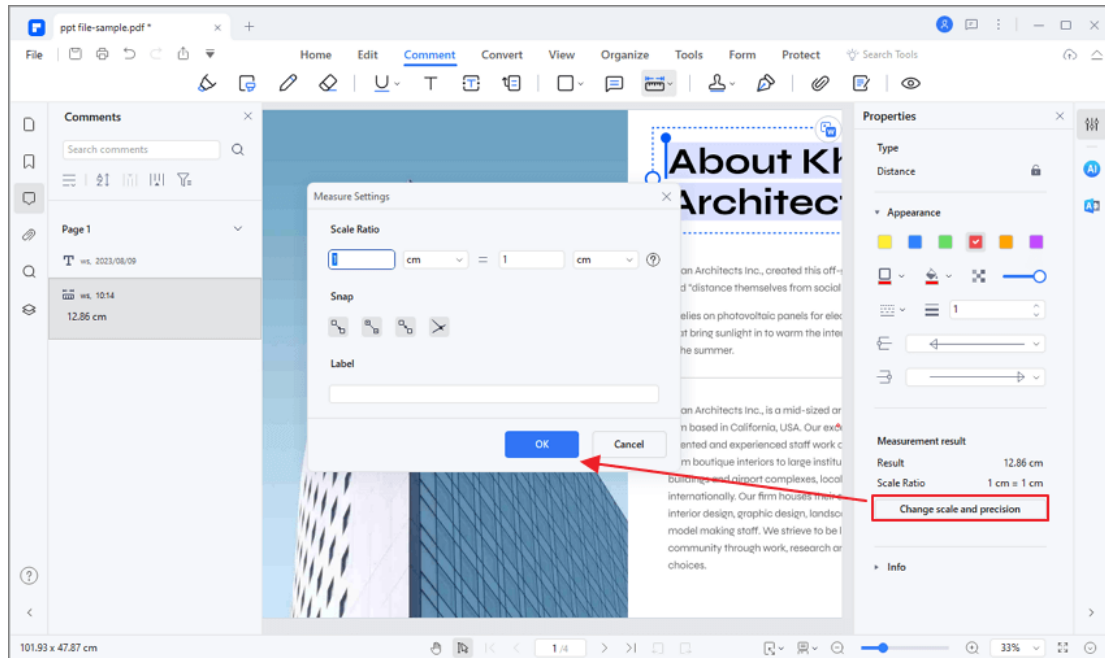 ppt file-sample.pdf *
File
Home Edit Comment Convert View Organize Tools Form Protect Search Tools
Comments
Search comments
Page 1
ws, 2023/08/09
ws, 10:14
12.86 cm
About Kh
Architec
an Architects Inc., created this off-
d "distance themselves from social
elies on photovoltaic panels for elec
at bring sunlight in to warm the inter
he summer.
an Architects Inc., is a mid-sized ar
n based in California, USA. Our exc
ented and experienced staff work c
m boutique interiors to large institu
buildings and airport complexes, local
internationally. Our firm houses their
interior design, graphic design, landsc
model making staff. We strieve to be l
community through work, research ar
choices.
Measure Settings
Scale Ratio
1 cm = 1 cm
Snap
Label
OK Cancel
Properties
Type
Distance
Appearance
1
Measurement result
Result 12.86 cm
Scale Ratio 1 cm = 1 cm
Change scale and precision
Info
101.93 x 47.87 cm
1 /4
33%